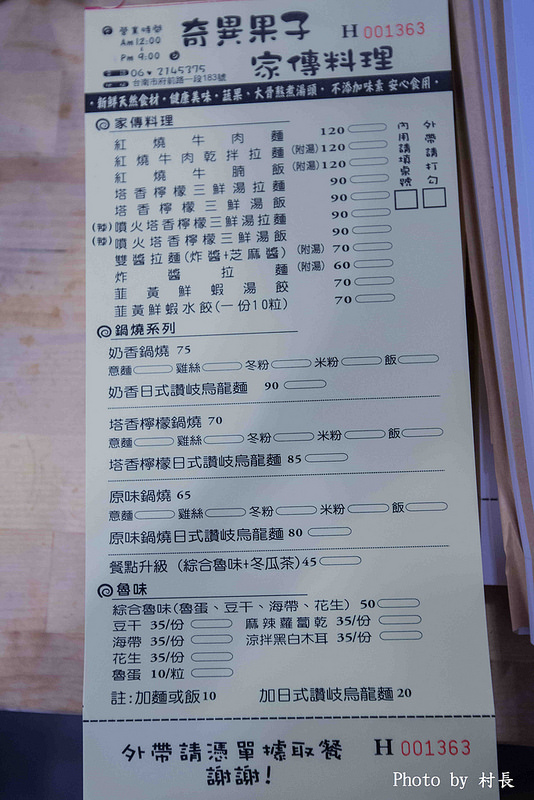 營業時間
Am 12:00
Pm 9:00
奇異果子
家傳料理
H 001363
06 2145375
台南市府前路一段183號
·新鮮天然食材·健康美味·蔬果、大骨熬煮湯頭·不添加味素 安心食用·
家傳料理
紅燒牛肉麵 120
紅燒牛肉乾拌拉麵 (附湯) 120
紅燒牛腩飯 (附湯) 120
塔香檸檬三鮮湯拉麵 90
塔香檸檬三鮮湯飯 90
(辣)噴火塔香檸檬三鮮湯拉麵 90
(辣)噴火塔香檸檬三鮮湯飯 90
雙醬拉麵(炸醬+芝麻醬) (附湯) 70
炸醬拉麵 (附湯) 60
韮黃鮮蝦湯餃 70
韮黃鮮蝦水餃(一份10粒) 70
內用請填桌號
外帶請打勾
鍋燒系列
奶香鍋燒 75
意麵 雞絲 冬粉 米粉 飯
奶香日式讚岐烏龍麵 90
塔香檸檬鍋燒 70
意麵 雞絲 冬粉 米粉 飯
塔香檸檬日式讚岐烏龍麵 85
原味鍋燒 65
意麵 雞絲 冬粉 米粉 飯
原味鍋燒日式讚岐烏龍麵 80
餐點升級 (綜合魯味+冬瓜茶) 45
魯味
綜合魯味(魯蛋、豆干、海帶、花生) 50
豆干 35/份 麻辣蘿蔔乾 35/份
海帶 35/份 涼拌黑白木耳 35/份
花生 35/份
魯蛋 10/粒
註:加麵或飯10 加日式讚岐烏龍麵 20
外帶請憑單據取餐
謝謝!
H 001363
Photo by 村長